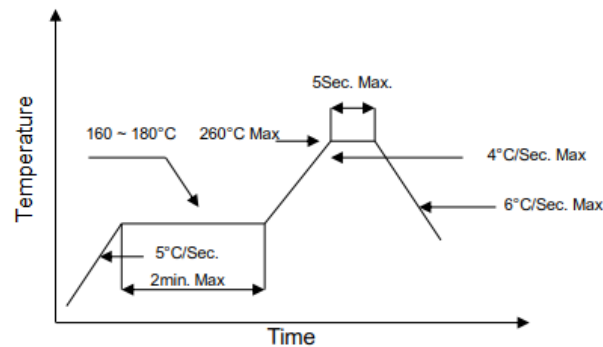 5Sec. Max.
160 ~ 180°C
260°C Max
4°C/Sec. Max
6°C/Sec. Max
5°C/Sec.
2min. Max
Temperature
Time